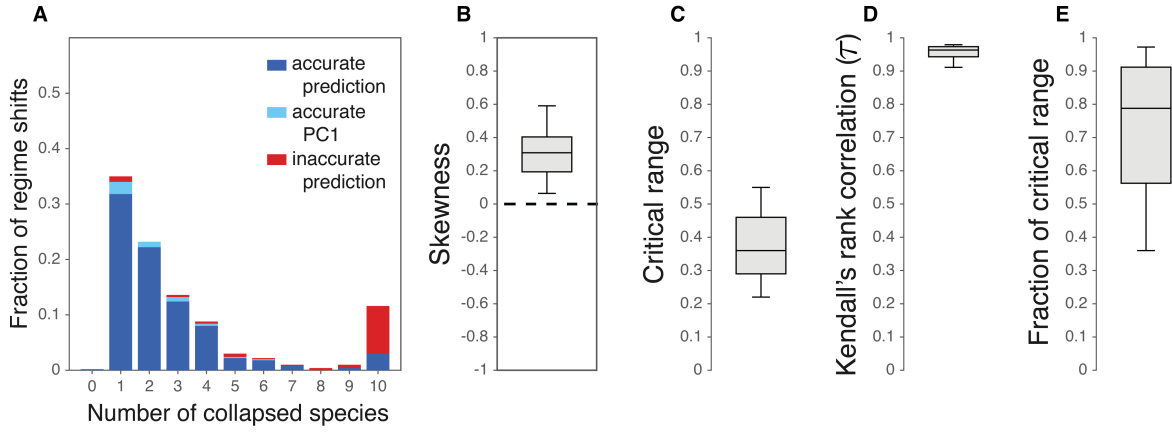 A
Fraction of regime shifts
0.5
0.4
0.3
0.2
0.1
0
accurate
prediction
accurate
PC1
inaccurate
prediction
0 1 2 3 4 5 6 7 8 9 10
Number of collapsed species
B
Skewness
1
0.8
0.6
0.4
0.2
0
-0.2
-0.4
-0.6
-0.8
-1
C
Critical range
1
0.9
0.8
0.7
0.6
0.5
0.4
0.3
0.2
0.1
0
D
Kendall's rank correlation (τ)
1
0.9
0.8
0.7
0.6
0.5
0.4
0.3
0.2
0.1
0
E
Fraction of critical range
1
0.9
0.8
0.7
0.6
0.5
0.4
0.3
0.2
0.1
0